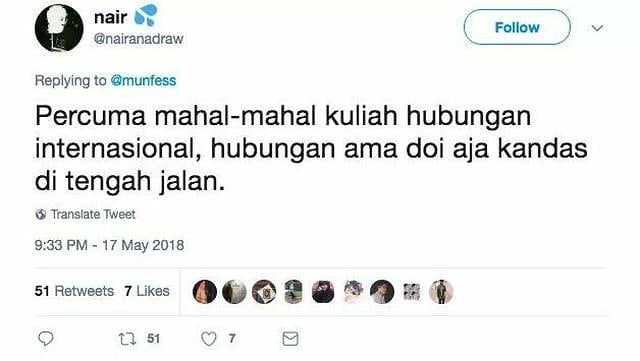 nair 💦
@nairanadraw
Follow
Replying to @munfess
Percuma mahal-mahal kuliah hubungan
internasional, hubungan ama doi aja kandas
di tengah jalan.
Translate Tweet
9:33 PM - 17 May 2018
51 Retweets 7 Likes
51 7